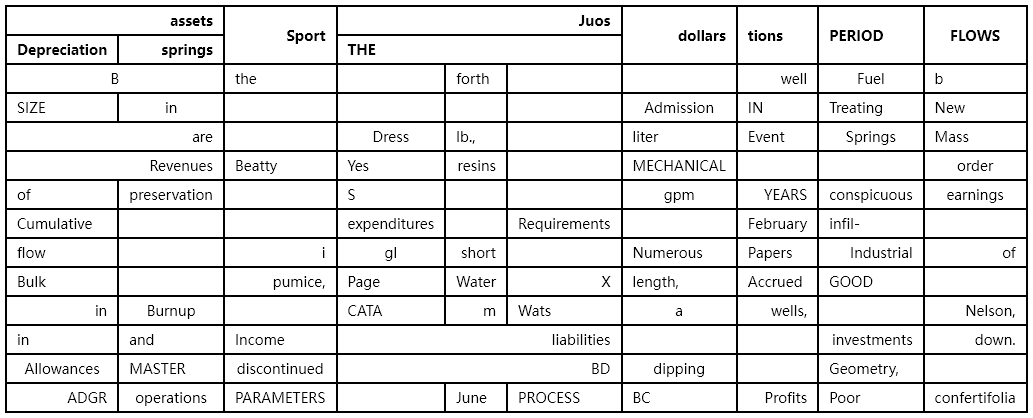 assets Sport Juos dollars tions PERIOD FLOWS
Depreciation springs THE
B the forth well Fuel b
SIZE in Admission IN Treating New
are Dress lb., liter Event Springs Mass
Revenues Beatty Yes resins MECHANICAL order
of preservation S gpm YEARS conspicuous earnings
Cumulative expenditures Requirements February infil-
flow i gl short Numerous Papers Industrial of
Bulk pumice, Page Water X length, Accrued GOOD
in Burnup CATA m Wats a wells, Nelson,
in and Income liabilities investments down.
Allowances MASTER discontinued BD dipping Geometry,
ADGR operations PARAMETERS June PROCESS BC Profits Poor confertifolia